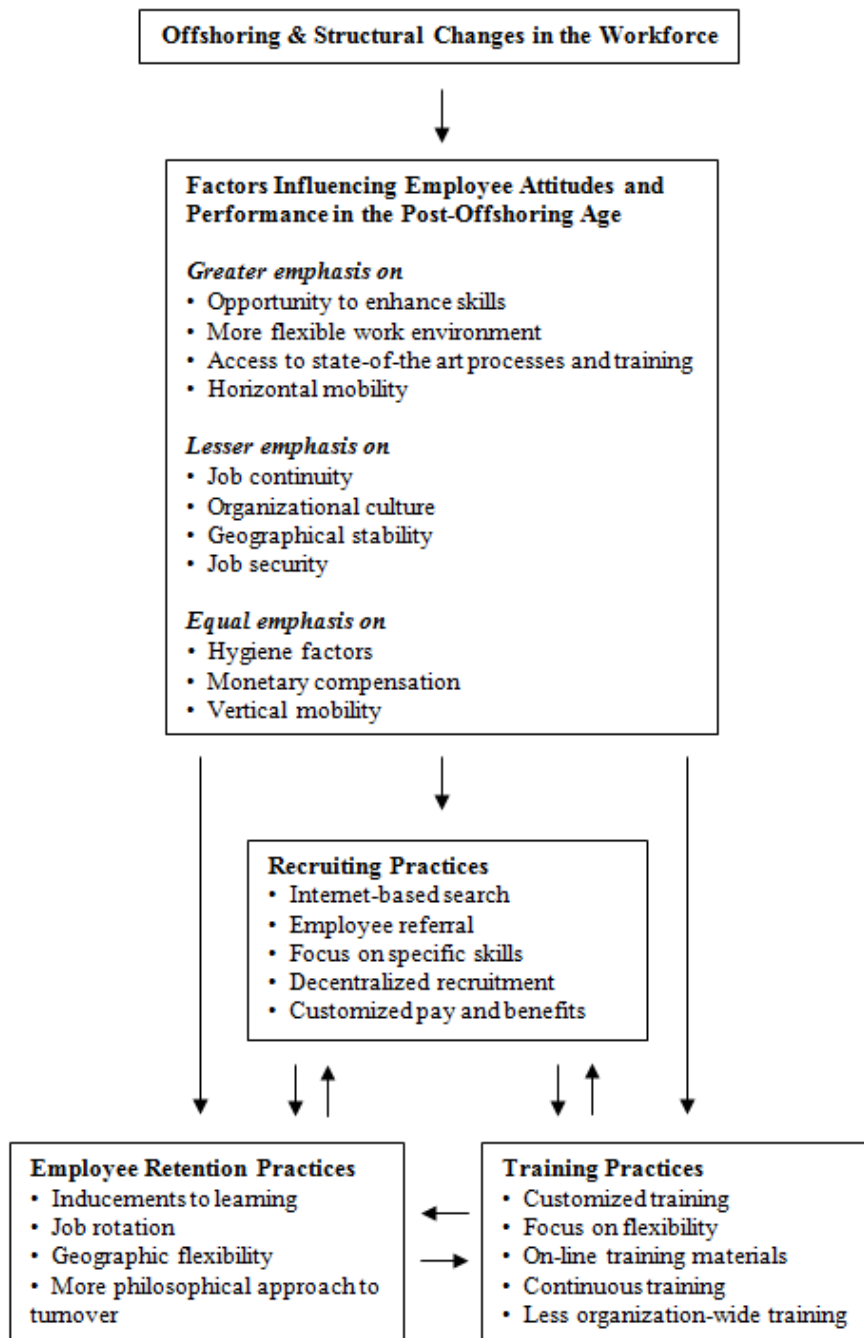 Offshoring & Structural Changes in the Workforce
Factors Influencing Employee Attitudes and
Performance in the Post-Offshoring Age
Greater emphasis on
• Opportunity to enhance skills
• More flexible work environment
• Access to state-of-the art processes and training
• Horizontal mobility
Lesser emphasis on
• Job continuity
• Organizational culture
• Geographical stability
• Job security
Equal emphasis on
• Hygiene factors
• Monetary compensation
• Vertical mobility
Recruiting Practices
• Internet-based search
• Employee referral
• Focus on specific skills
• Decentralized recruitment
• Customized pay and benefits
Employee Retention Practices
• Inducements to learning
• Job rotation
• Geographic flexibility
• More philosophical approach to
turnover
Training Practices
• Customized training
• Focus on flexibility
• On-line training materials
• Continuous training
• Less organization-wide training